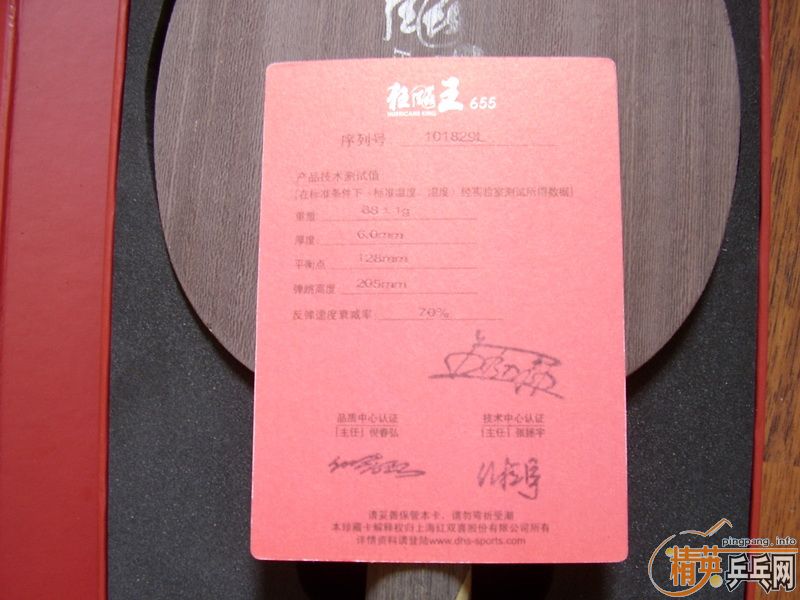 狂飚王 655
HURRICANE KING
序列号 101829L
产品技术测试值
(在标准条件下(标准温度、湿度)经实验室测试所得数据)
重量: 88±1g
厚度: 6.0mm
平衡点 128mm
弹跳高度: 205mm
反弹速度衰减率: 70%
品质中心认证 技术中心认证
[主任] 倪春弘 [主任] 张扬宇
请妥善保管本卡,请勿弯折受潮
本珍藏卡解释权归上海红双喜股份有限公司所有
详情资料请登陆www.dhs-sports.com
pingpang.info
精英乒乓网